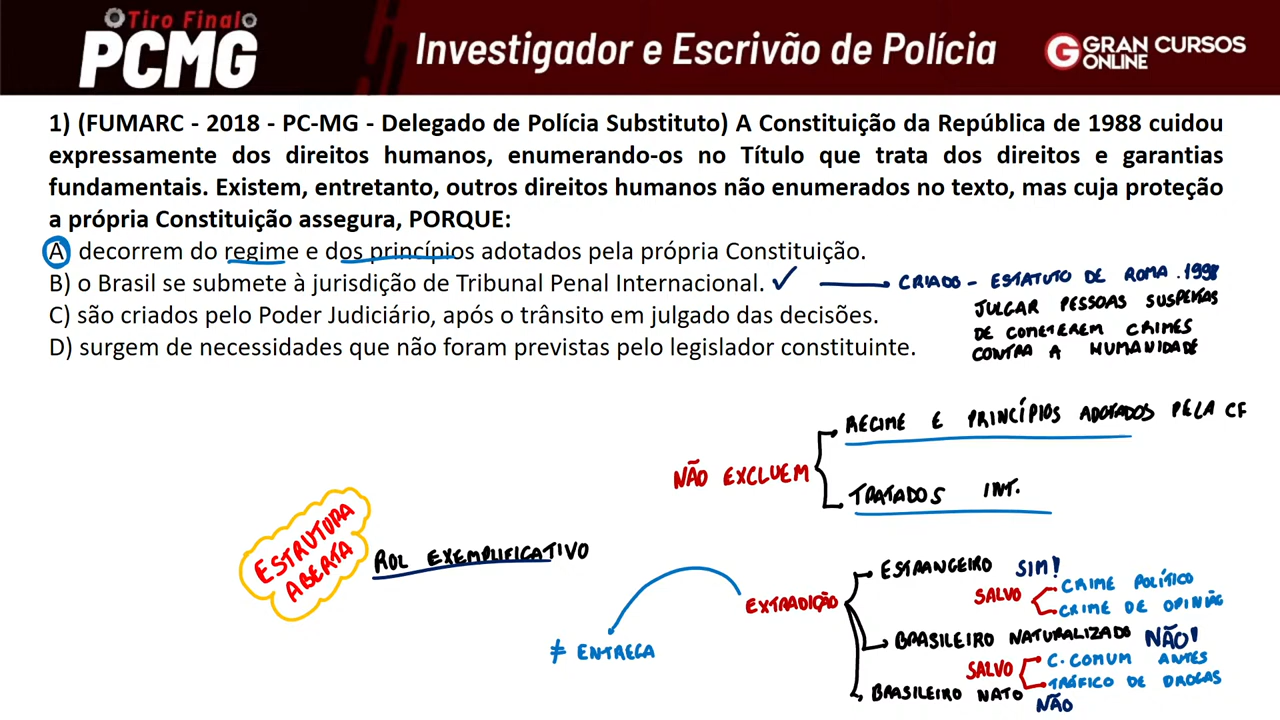 Tiro Final
PCMG
Investigador e Escrivão de Polícia
GRAN CURSOS
ONLINE
1) (FUMARC - 2018 - PC-MG - Delegado de Polícia Substituto) A Constituição da República de 1988 cuidou
expressamente dos direitos humanos, enumerando-os no Título que trata dos direitos e garantias
fundamentais. Existem, entretanto, outros direitos humanos não enumerados no texto, mas cuja proteção
a própria Constituição assegura, PORQUE:
A) decorrem do regime e dos princípios adotados pela própria Constituição.
B) o Brasil se submete à jurisdição de Tribunal Penal Internacional.
C) são criados pelo Poder Judiciário, após o trânsito em julgado das decisões.
D) surgem de necessidades que não foram previstas pelo legislador constituinte.
CRIADO - ESTATUTO DE ROMA . 1998
JULGAR PESSOAS SUSPEITAS
DE COMETEREM CRIMES
CONTRA A HUMANIDADE
NÃO EXCLUEM
REGIME E PRINCÍPIOS ADOTADOS PELA CF
TRATADOS INT.
ESTRUTURA
ABERTA
ROL EXEMPLIFICATIVO
≠ ENTREGA
EXTRADIÇÃO
ESTRANGEIRO SIM!
SALVO
CRIME POLÍTICO
CRIME DE OPINIÃO
BRASILEIRO NATURALIZADO NÃO!
SALVO
C. COMUM ANTES
TRÁFICO DE DROGAS
BRASILEIRO NATO NÃO